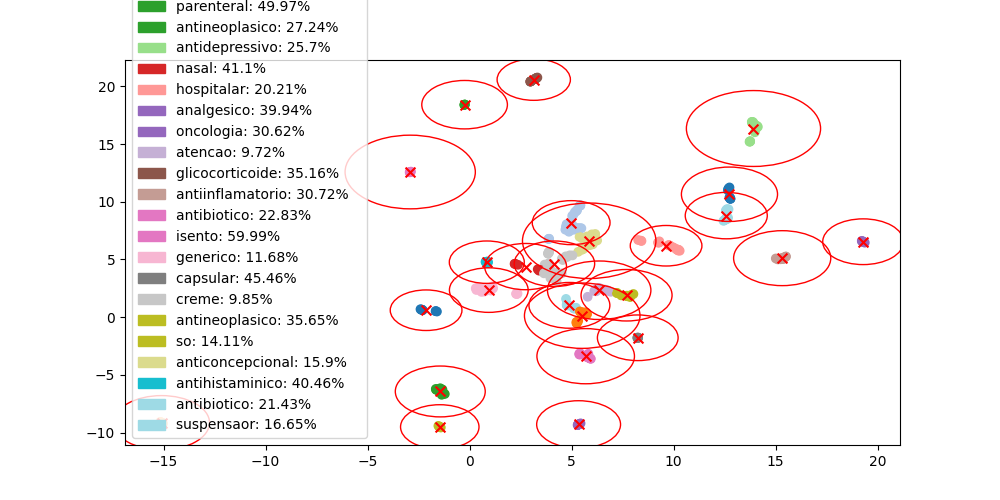 parenteral: 49.97%
antineoplasico: 27.24%
antidepressivo: 25.7%
nasal: 41.1%
hospitalar: 20.21%
analgesico: 39.94%
oncologia: 30.62%
atencao: 9.72%
glicocorticoide: 35.16%
antiinflamatorio: 30.72%
antibiotico: 22.83%
isento: 59.99%
generico: 11.68%
capsular: 45.46%
creme: 9.85%
antineoplasico: 35.65%
so: 14.11%
anticoncepcional: 15.9%
antihistaminico: 40.46%
antibiotico: 21.43%
suspensaor: 16.65%
20
15
10
5
0
−5
−10
−15 −10 −5 0 5 10 15 20